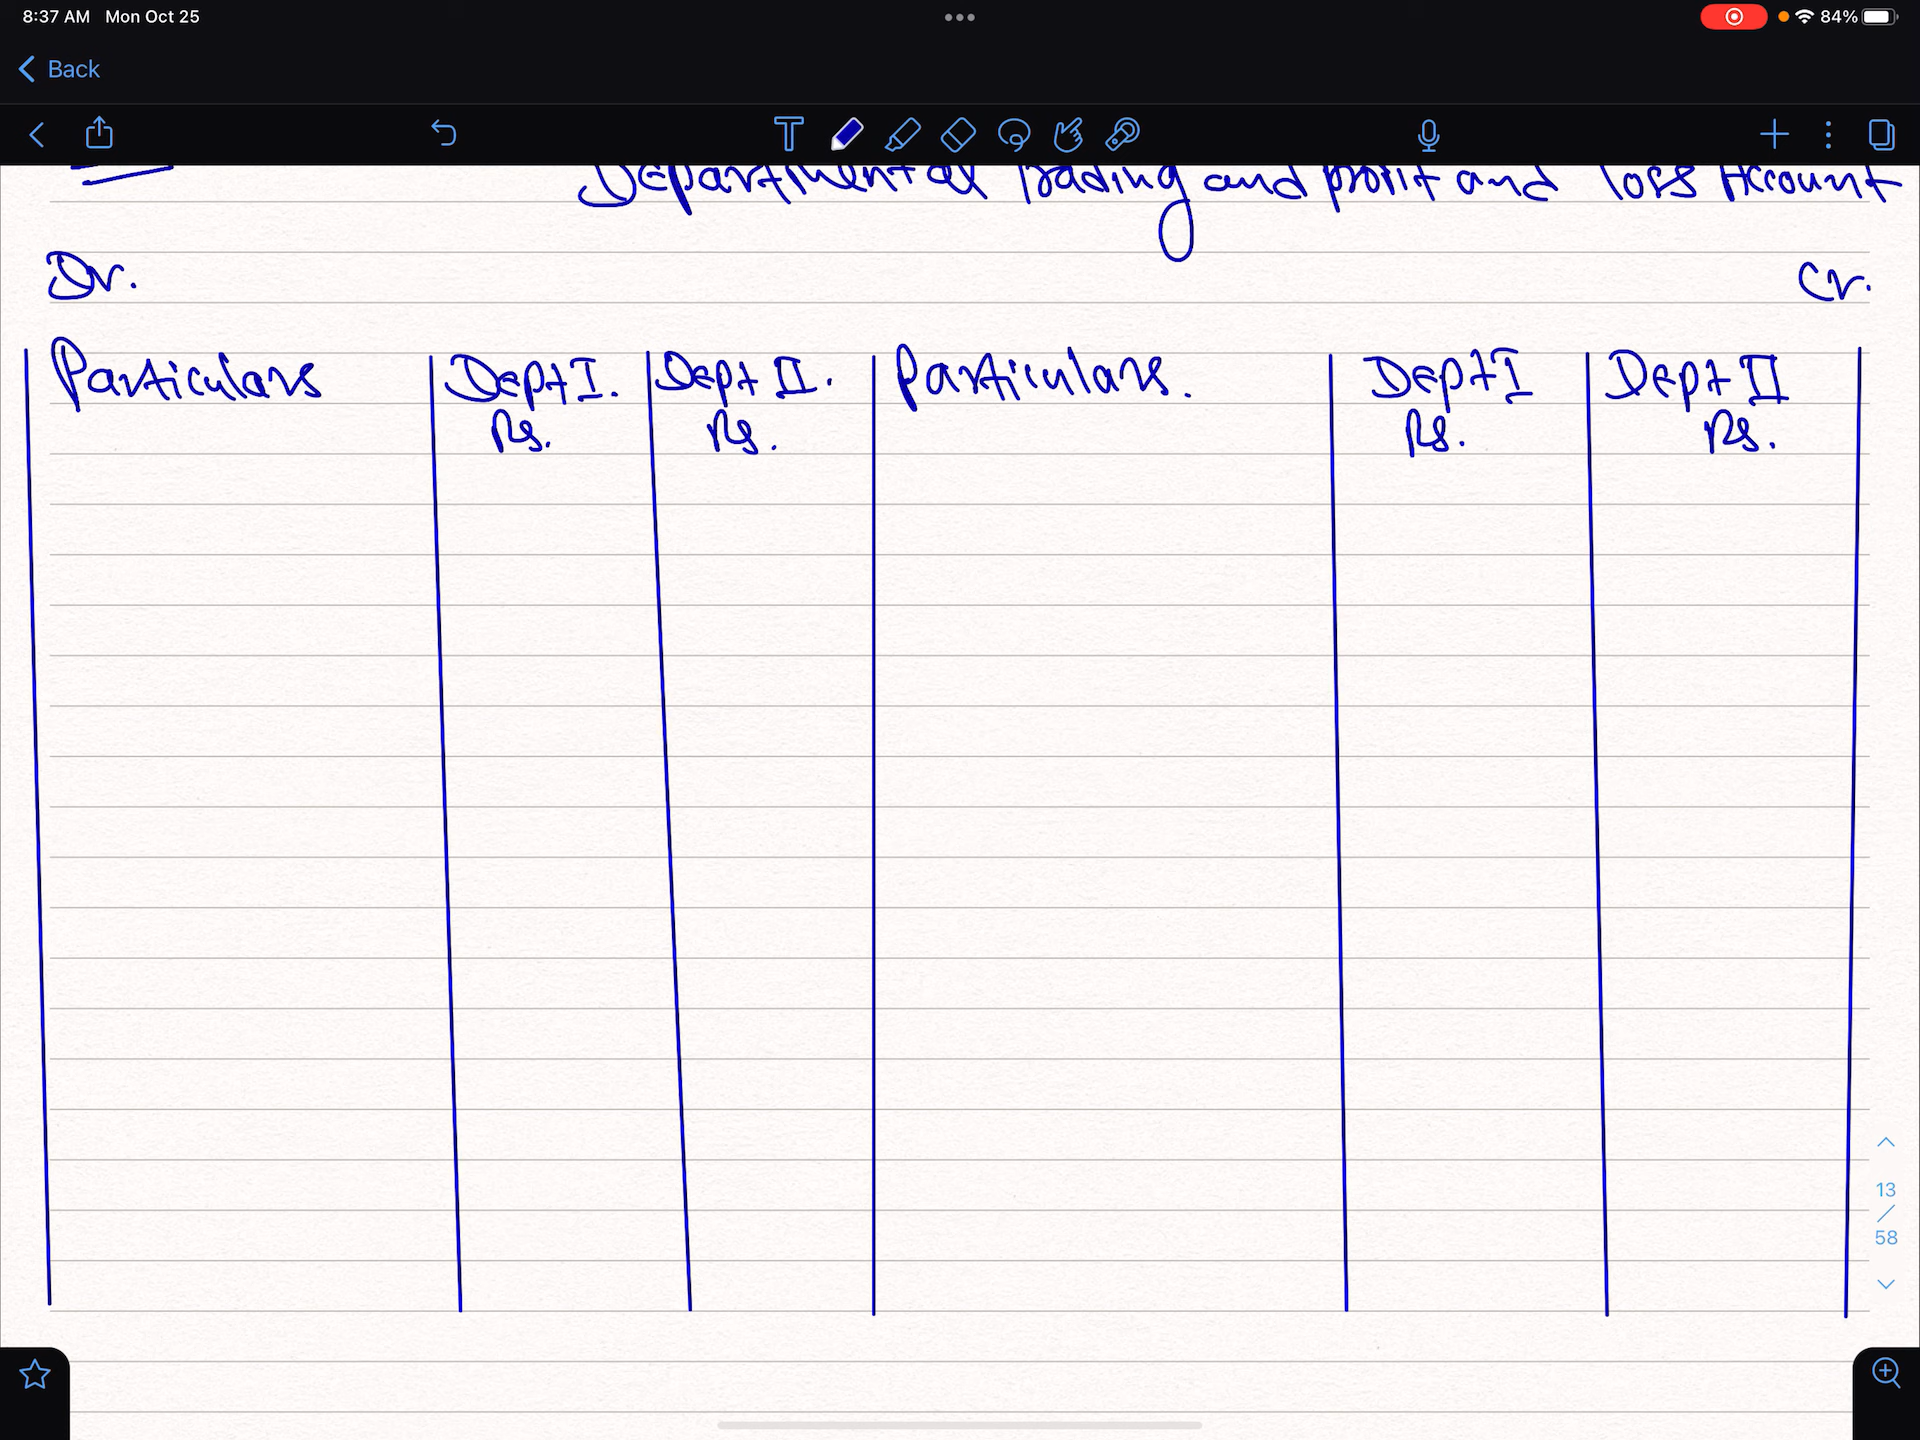 8:37 AM Mon Oct 25
84%
Back
Departmental Trading and profit and loss Account
Dr. Cr.
Particulars Dept I. Dept II. Particulars. Dept I Dept II
Rs. Rs. Rs. Rs.
13
/
58